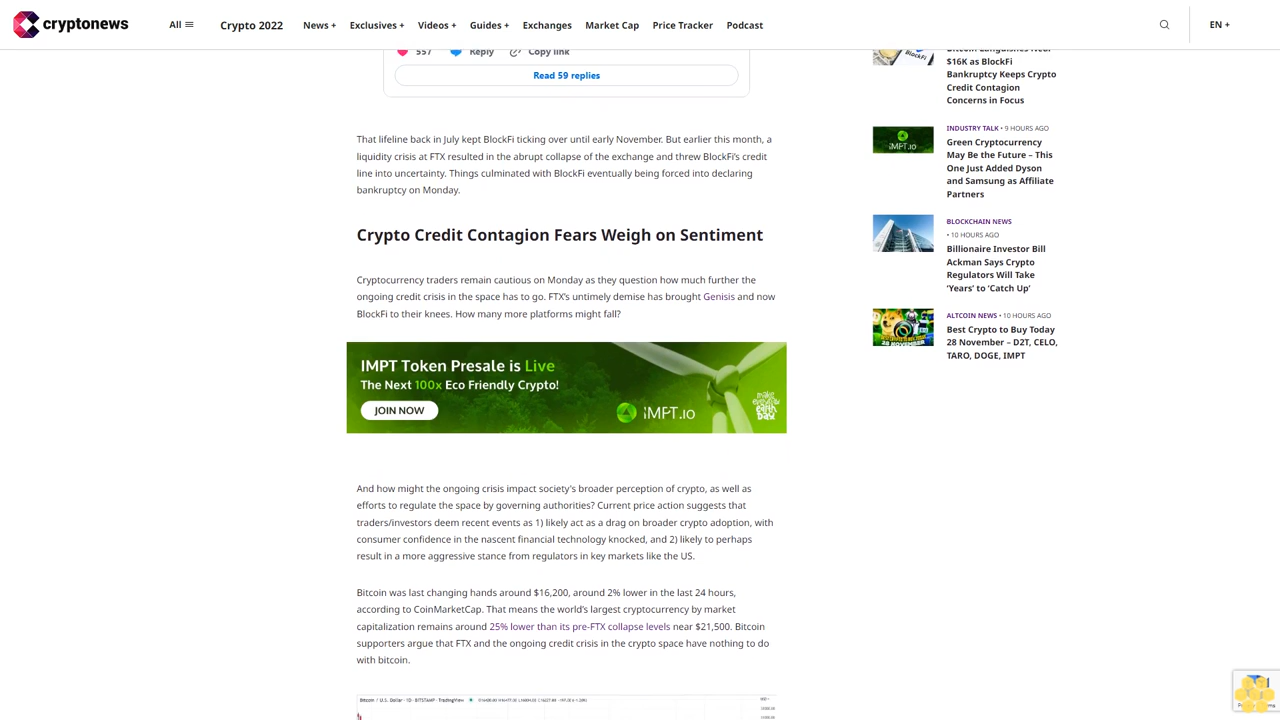 cryptonews
All
Crypto 2022
News +
Exclusives +
Videos +
Guides +
Exchanges
Market Cap
Price Tracker
Podcast
EN +
557
Reply
Copy link
Read 59 replies
That lifeline back in July kept BlockFi ticking over until early November. But earlier this month, a
liquidity crisis at FTX resulted in the abrupt collapse of the exchange and threw BlockFi's credit
line into uncertainty. Things culminated with BlockFi eventually being forced into declaring
bankruptcy on Monday.
Crypto Credit Contagion Fears Weigh on Sentiment
Cryptocurrency traders remain cautious on Monday as they question how much further the
ongoing credit crisis in the space has to go. FTX's untimely demise has brought Genisis and now
BlockFi to their knees. How many more platforms might fall?
IMPT Token Presale is Live
The Next 100x Eco Friendly Crypto!
JOIN NOW
iMPT.io
make
everyday
earth
day
And how might the ongoing crisis impact society's broader perception of crypto, as well as
efforts to regulate the space by governing authorities? Current price action suggests that
traders/investors deem recent events as 1) likely act as a drag on broader crypto adoption, with
consumer confidence in the nascent financial technology knocked, and 2) likely to perhaps
result in a more aggressive stance from regulators in key markets like the US.
Bitcoin was last changing hands around $16,200, around 2% lower in the last 24 hours,
according to CoinMarketCap. That means the world's largest cryptocurrency by market
capitalization remains around 25% lower than its pre-FTX collapse levels near $21,500. Bitcoin
supporters argue that FTX and the ongoing credit crisis in the crypto space have nothing to do
with bitcoin.
Bitcoin / U.S. Dollar · 1D · BITSTAMP · TradingView
BlockFi
Bitcoin Languishes Near
$16K as BlockFi
Bankruptcy Keeps Crypto
Credit Contagion
Concerns in Focus
iMPT.io
INDUSTRY TALK • 9 HOURS AGO
Green Cryptocurrency
May Be the Future – This
One Just Added Dyson
and Samsung as Affiliate
Partners
BLOCKCHAIN NEWS
• 10 HOURS AGO
Billionaire Investor Bill
Ackman Says Crypto
Regulators Will Take
'Years' to 'Catch Up'
ALTCOIN NEWS • 10 HOURS AGO
Best Crypto to Buy Today
28 November – D2T, CELO,
TARO, DOGE, IMPT